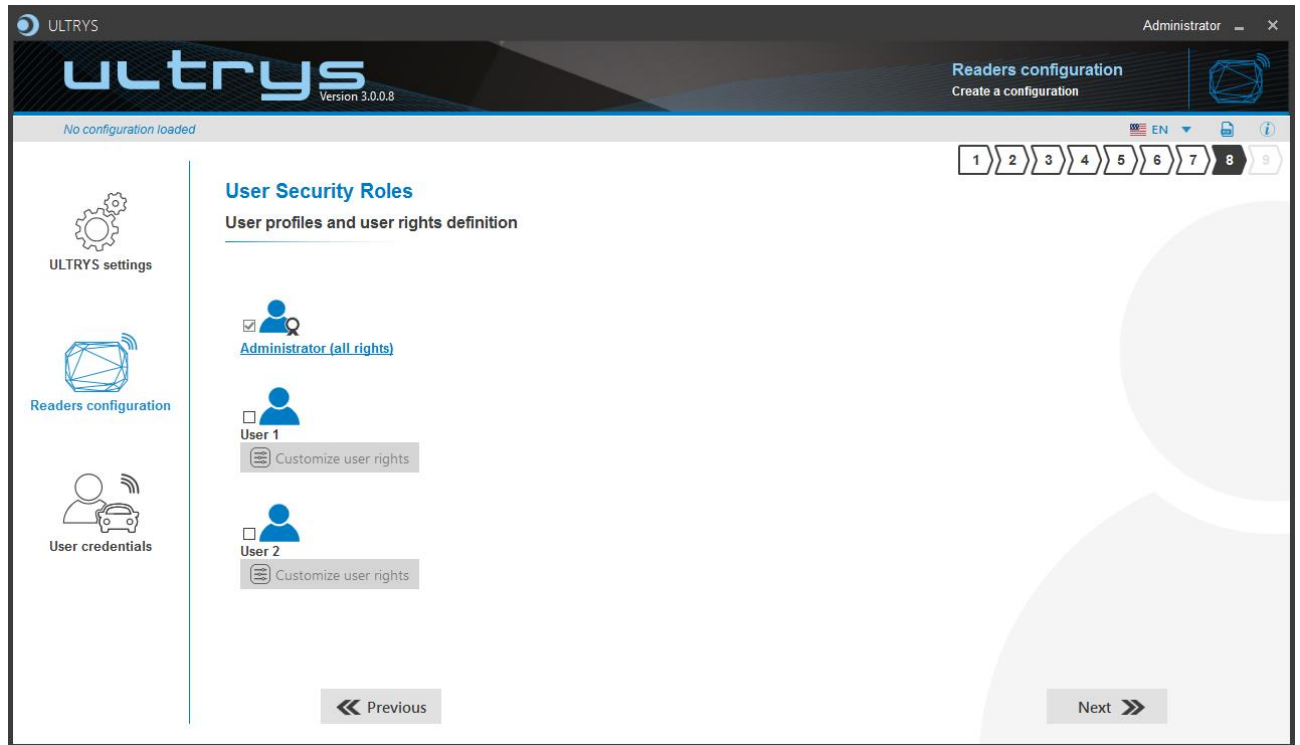 ULTRYS
Administrator
ultrys
Version 3.0.0.8
Readers configuration
Create a configuration
No configuration loaded
EN
1 2 3 4 5 6 7 8 9
User Security Roles
User profiles and user rights definition
ULTRYS settings
Readers configuration
User credentials
Administrator (all rights)
User 1
Customize user rights
User 2
Customize user rights
Previous
Next